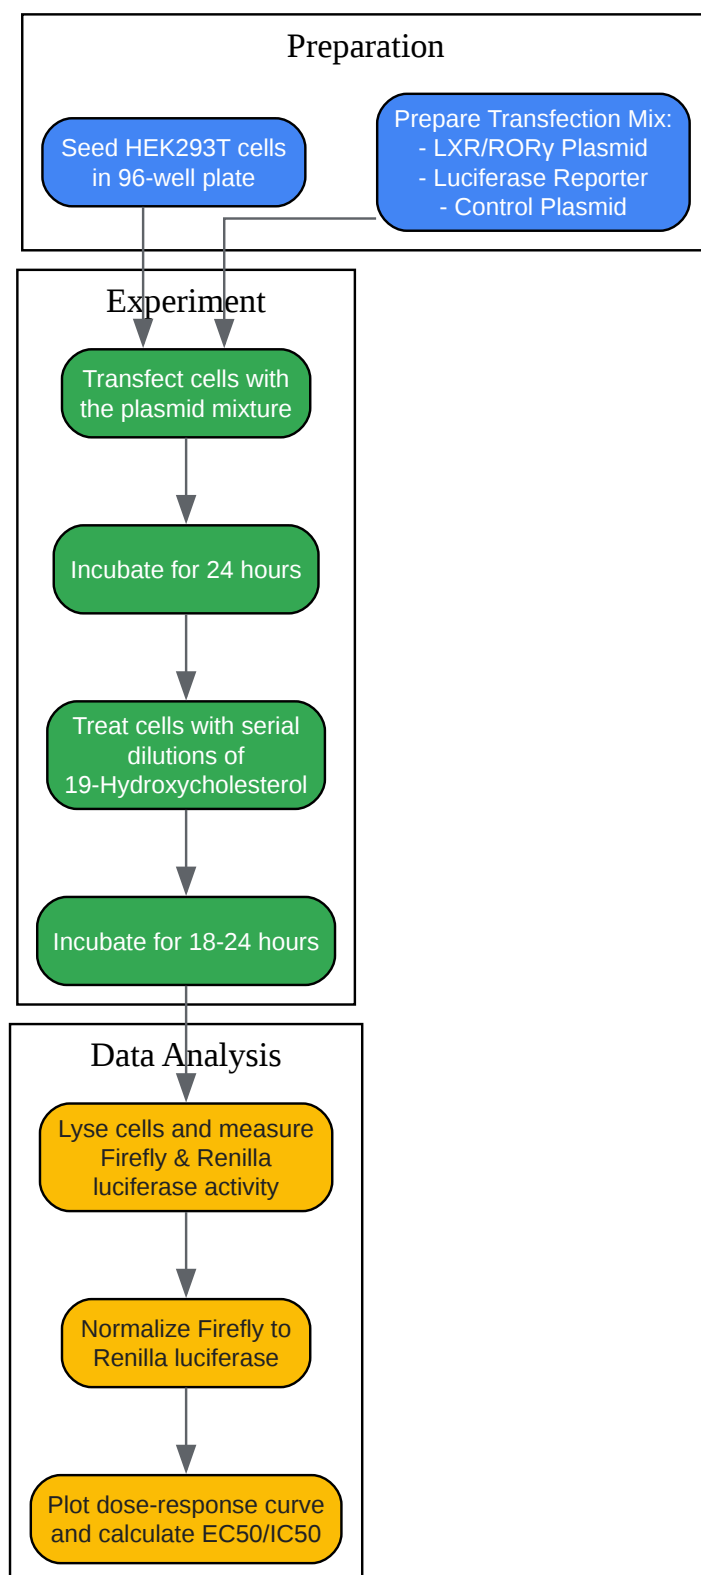 Preparation
Seed HEK293T cells
in 96-well plate
Prepare Transfection Mix:
- LXR/RORγ Plasmid
- Luciferase Reporter
- Control Plasmid
Experiment
Transfect cells with
the plasmid mixture
Incubate for 24 hours
Treat cells with serial
dilutions of
19-Hydroxycholesterol
Incubate for 18-24 hours
Data Analysis
Lyse cells and measure
Firefly & Renilla
luciferase activity
Normalize Firefly to
Renilla luciferase
Plot dose-response curve
and calculate EC50/IC50